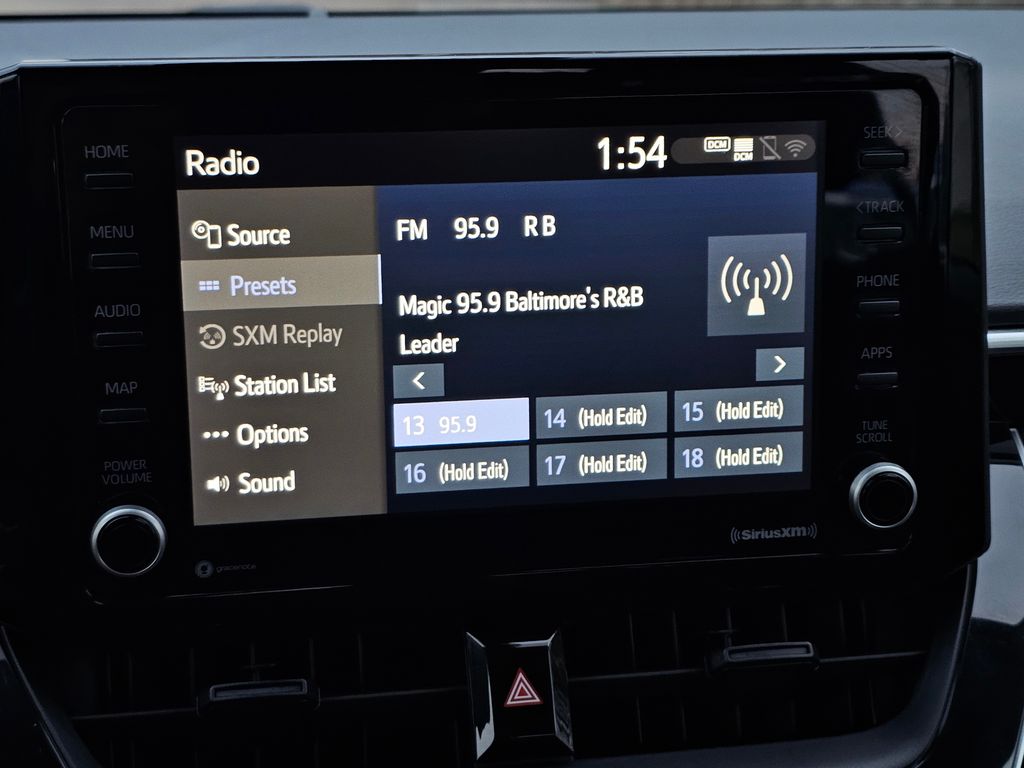 HOME
MENU
AUDIO
MAP
POWER
VOLUME
Radio
1:54
DCM
DCM
Source
Presets
SXM Replay
Station List
Options
Sound
FM 95.9 R B
Magic 95.9 Baltimore's R&B
Leader
<
>
13 95.9
14 (Hold Edit)
15 (Hold Edit)
16 (Hold Edit)
17 (Hold Edit)
18 (Hold Edit)
SEEK>
<TRACK
PHONE
APPS
TUNE
SCROLL
gracenote
SiriusXM